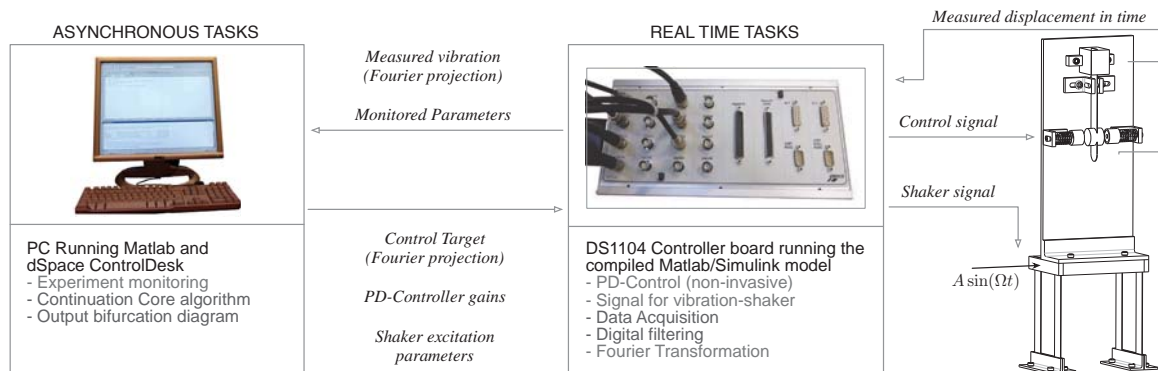 ASYNCHRONOUS TASKS
PC Running Matlab and
dSpace ControlDesk
- Experiment monitoring
- Continuation Core algorithm
- Output bifurcation diagram
Measured vibration
(Fourier projection)
Monitored Parameters
Control Target
(Fourier projection)
PD-Controller gains
Shaker excitation
parameters
REAL TIME TASKS
DS1104 Controller board running the
compiled Matlab/Simulink model
- PD-Control (non-invasive)
- Signal for vibration-shaker
- Data Acquisition
- Digital filtering
- Fourier Transformation
Measured displacement in time
Control signal
Shaker signal
A sin(Ωt)